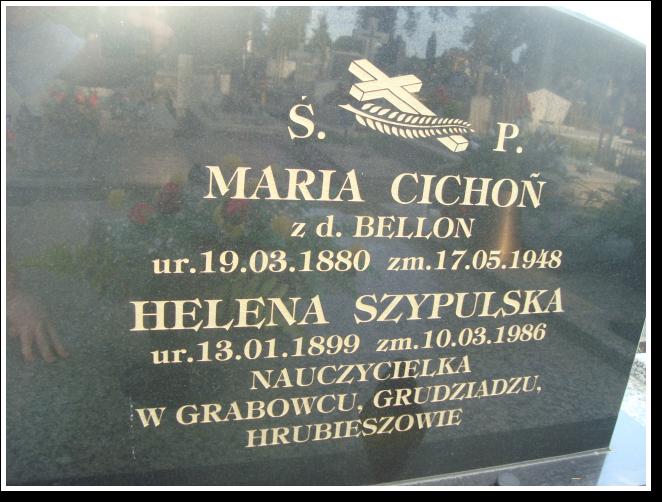 Ś. P.
MARIA CICHOŃ
z d. BELLON
ur.19.03.1880 zm.17.05.1948
HELENA SZYPULSKA
ur.13.01.1899 zm.10.03.1986
NAUCZYCIELKA
W GRABOWCU, GRUDZIĄDZU,
HRUBIESZOWIE